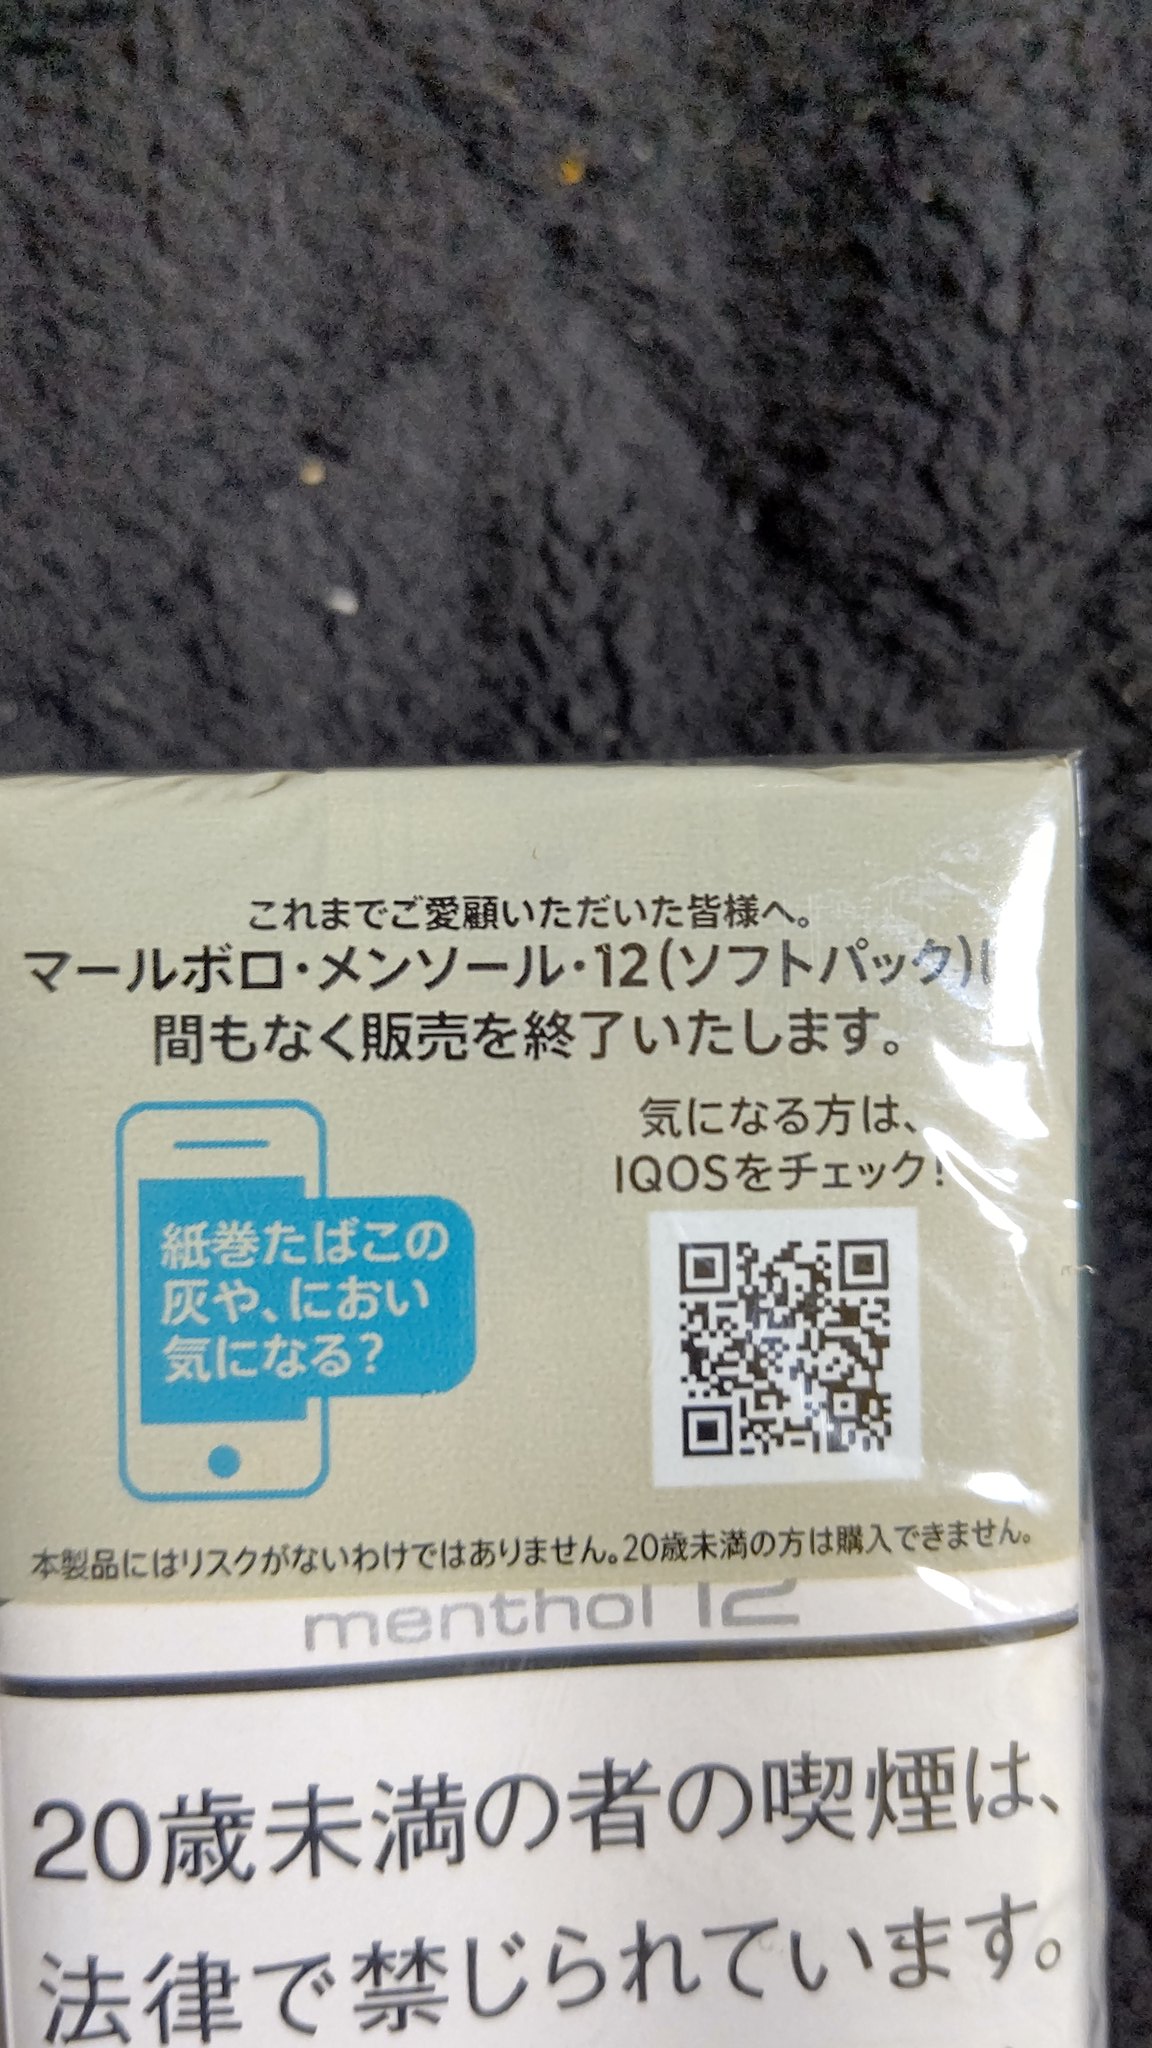 これまでご愛顧いただいた皆様へ。
マールボロ・メンソール・12(ソフトパック)は
間もなく販売を終了いたします。
気になる方は、
IQOSをチェック!
紙巻たばこの
灰や、におい
気になる?
本製品にはリスクがないわけではありません。20歳未満の方は購入できません。
menthol 12
20歳未満の者の喫煙は、
法律で禁じられています。